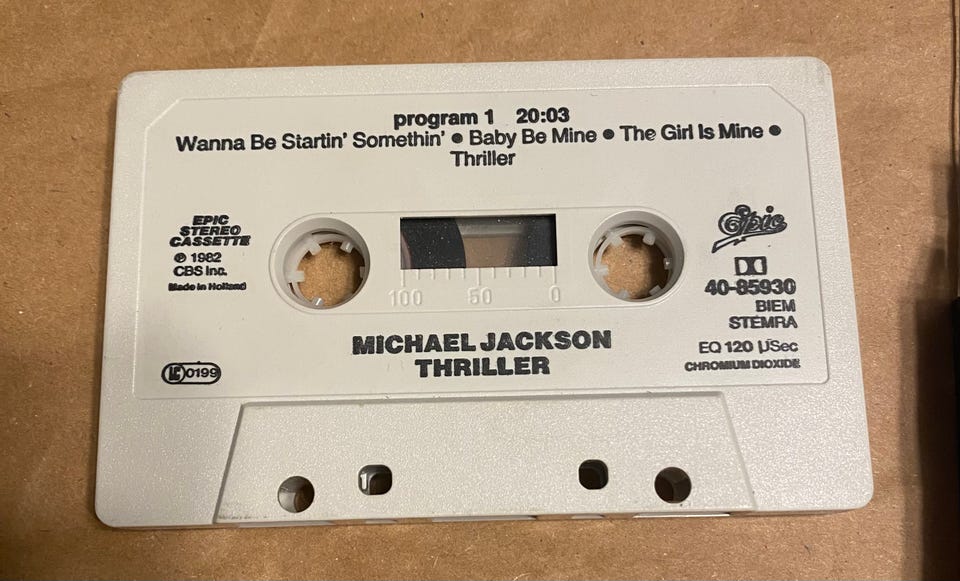 program 1 20:03
Wanna Be Startin' Somethin' ● Baby Be Mine ● The Girl Is Mine ●
Thriller
EPIC
STEREO
CASSETTE
℗ 1982
CBS Inc.
Made in Holland
100 50 0
Epic
40-85930
BIEM
STEMRA
EQ 120 µSec
CHROMIUM DIOXIDE
MICHAEL JACKSON
THRILLER
LC 0199
1